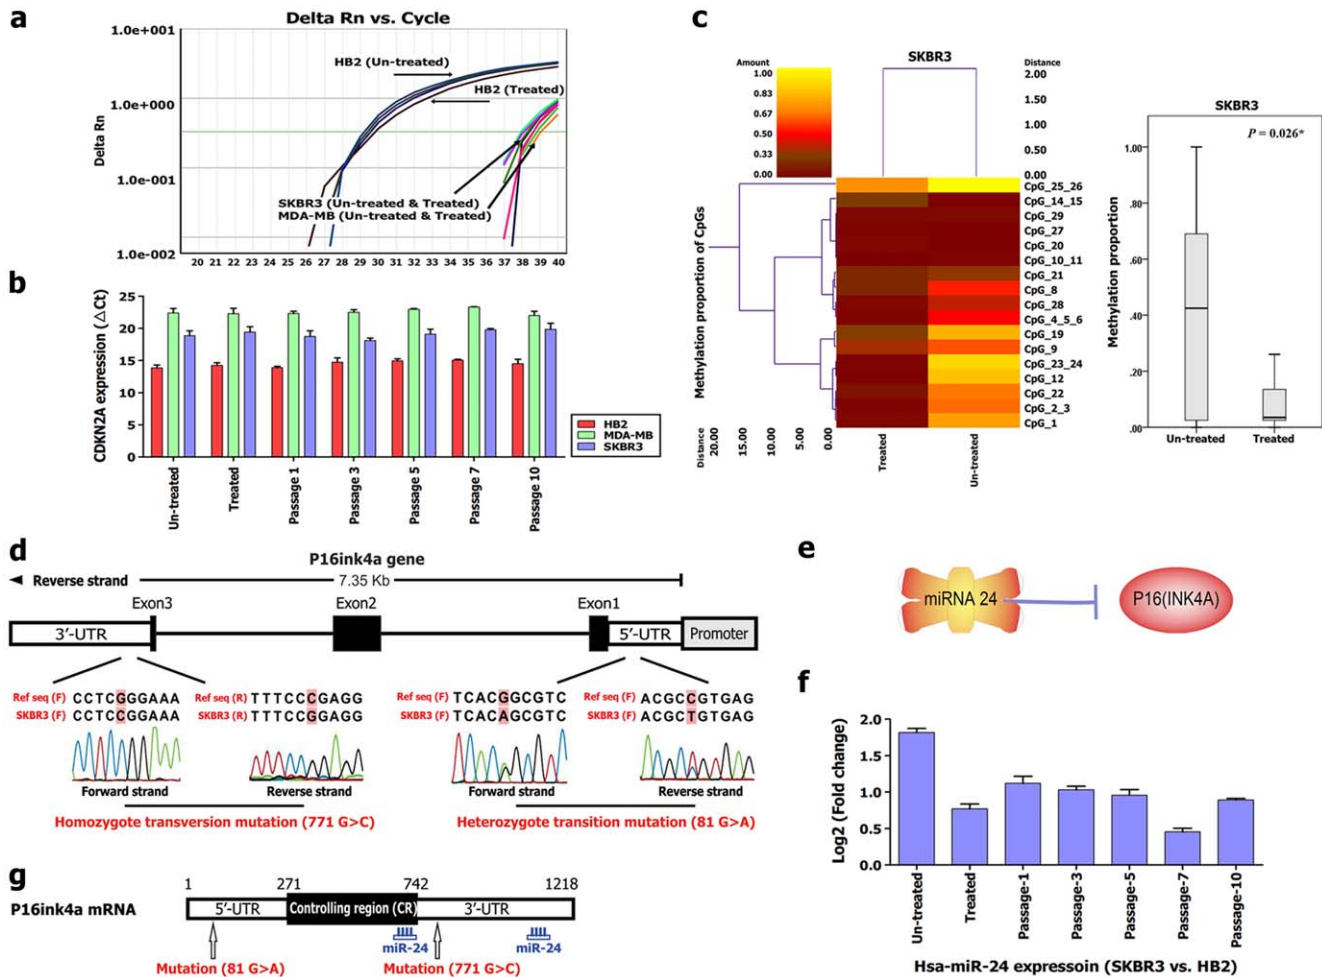 a
Delta Rn vs. Cycle
1.0e+001
1.0e+000
1.0e-001
1.0e-002
Delta Rn
HB2 (Un-treated)
HB2 (Treated)
SKBR3 (Un-treated & Treated)
MDA-MB (Un-treated & Treated)
20 21 22 23 24 25 26 27 28 29 30 31 32 33 34 35 36 37 38 39 40
b
CDKN2A expression (△Ct)
25
20
15
10
5
0
Un-treated
Treated
Passage 1
Passage 3
Passage 5
Passage 7
Passage 10
HB2
MDA-MB
SKBR3
c
SKBR3
Amount
1.00
0.83
0.67
0.50
0.33
0.00
Distance
2.00
1.50
1.00
0.50
0.00
Methylation proportion of CpGs
CpG_25_26
CpG_14_15
CpG_29
CpG_27
CpG_20
CpG_10_11
CpG_21
CpG_8
CpG_28
CpG_4_5_6
CpG_19
CpG_9
CpG_23_24
CpG_12
CpG_22
CpG_2_3
CpG_1
Distance
20.00
15.00
10.00
5.00
0.00
Treated
Un-treated
SKBR3
P = 0.026*
Methylation proportion
1.00
.80
.60
.40
.20
.00
Un-treated
Treated
d
P16ink4a gene
Reverse strand
7.35 Kb
Exon3
Exon2
Exon1
3′-UTR
5′-UTR
Promoter
Ref seq (F) CCTCGGGAAA
SKBR3 (F) CCTCCGGAAA
Ref seq (R) TTTCCCGAGG
SKBR3 (R) TTTCCGGAGG
Ref seq (F) TCACGGCGTC
SKBR3 (F) TCACAGCGTC
Ref seq (F) ACGCCGTGAG
SKBR3 (F) ACGCTGTGAG
Forward strand
Reverse strand
Forward strand
Reverse strand
Homozygote transversion mutation (771 G>C)
Heterozygote transition mutation (81 G>A)
e
miRNA 24
P16(INK4A)
f
Log2 (Fold change)
2.0
1.5
1.0
0.5
0.0
Un-treated
Treated
Passage-1
Passage-3
Passage-5
Passage-7
Passage-10
Hsa-miR-24 expressoin (SKBR3 vs. HB2)
g
1 271 742 1218
P16ink4a mRNA
5′-UTR
Controlling region (CR)
3′-UTR
miR-24
miR-24
Mutation (81 G>A)
Mutation (771 G>C)